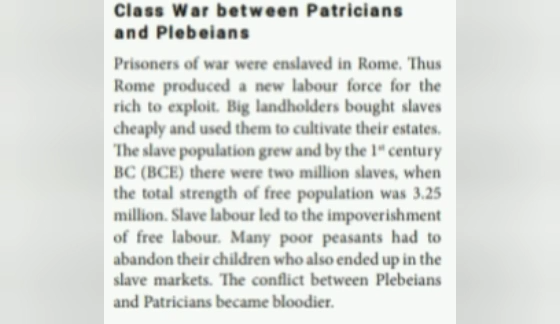 Class War between Patricians
and Plebeians
Prisoners of war were enslaved in Rome. Thus
Rome produced a new labour force for the
rich to exploit. Big landholders bought slaves
cheaply and used them to cultivate their estates.
The slave population grew and by the 1st century
BC (BCE) there were two million slaves, when
the total strength of free population was 3.25
million. Slave labour led to the impoverishment
of free labour. Many poor peasants had to
abandon their children who also ended up in the
slave markets. The conflict between Plebeians
and Patricians became bloodier.